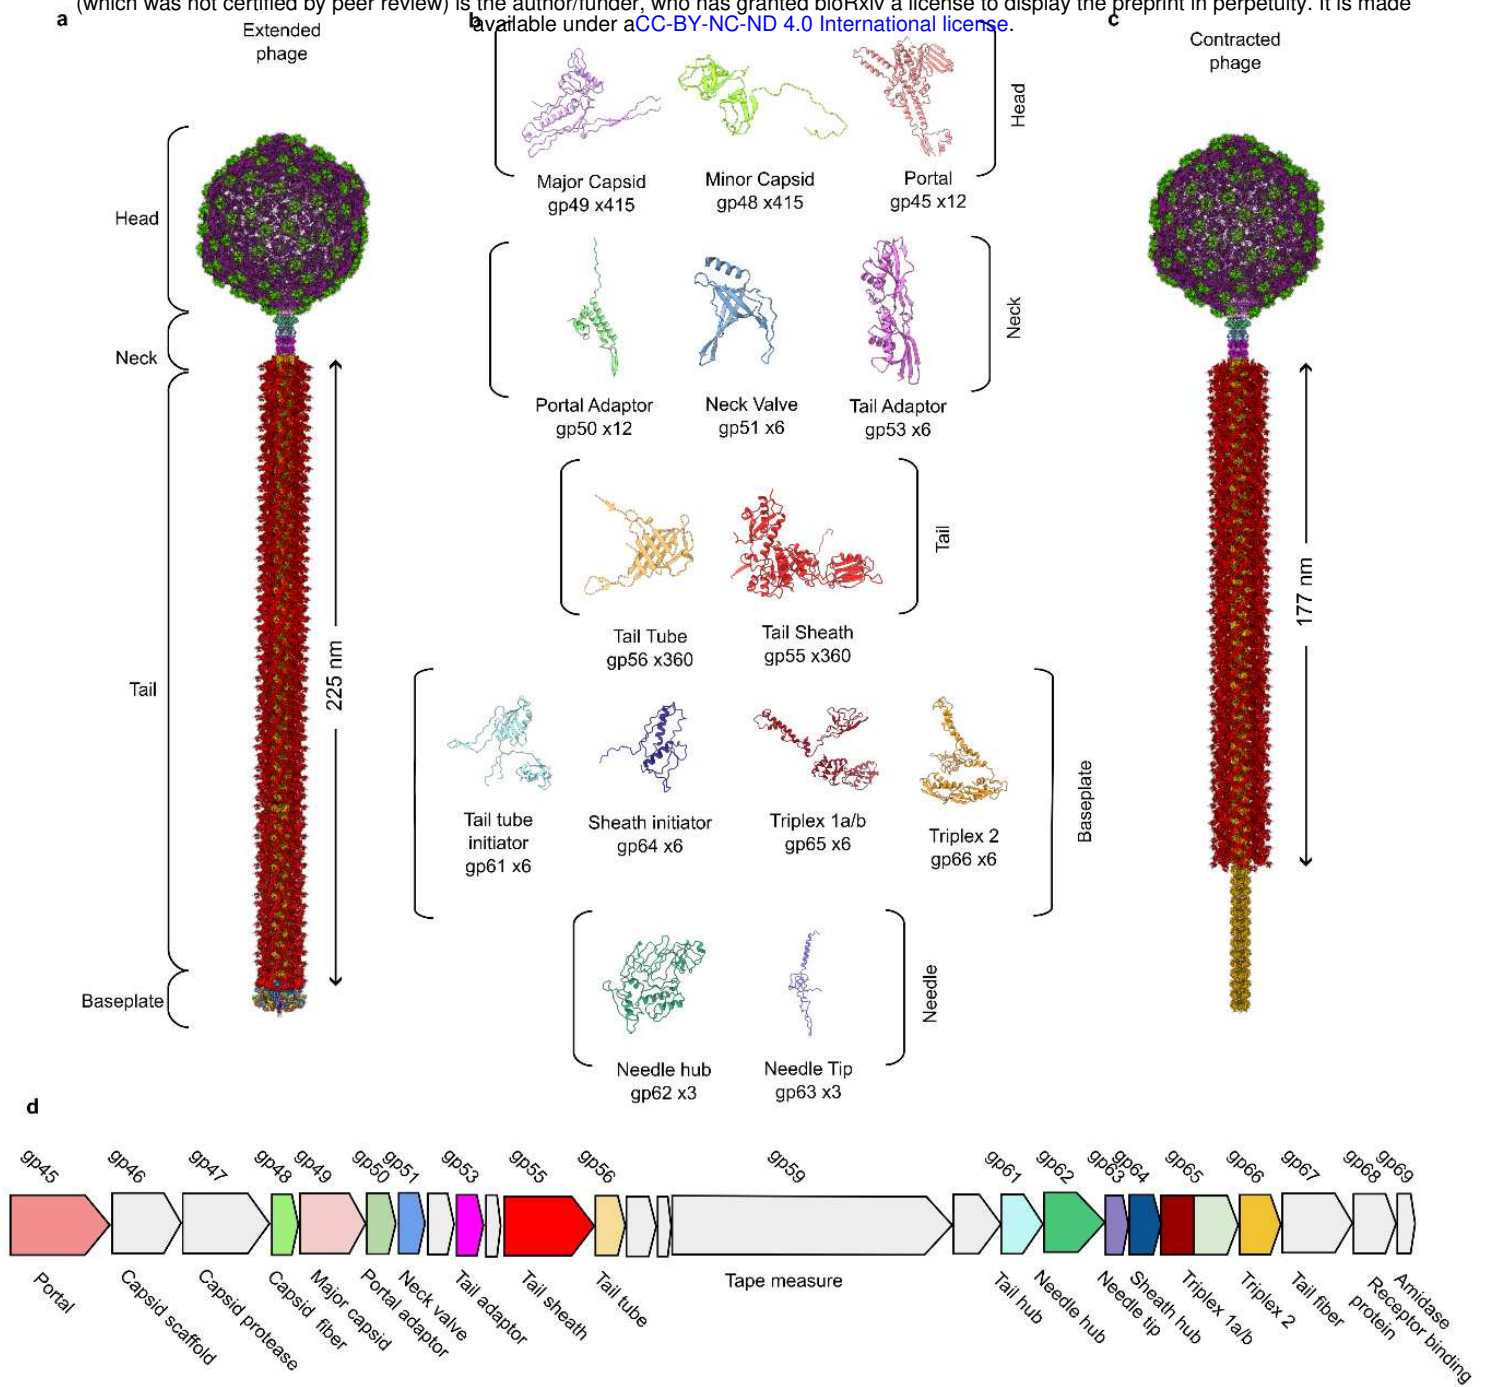 (which was not certified by peer review) is the author/funder, who has granted bioRxiv a license to display the preprint in perpetuity. It is made
available under aCC-BY-NC-ND 4.0 International license.
a
Extended
phage
Head
Neck
Tail
Baseplate
225 nm
b
Major Capsid
gp49 x415
Minor Capsid
gp48 x415
Portal
gp45 x12
Head
Portal Adaptor
gp50 x12
Neck Valve
gp51 x6
Tail Adaptor
gp53 x6
Neck
Tail Tube
gp56 x360
Tail Sheath
gp55 x360
Tail
Tail tube
initiator
gp61 x6
Sheath initiator
gp64 x6
Triplex 1a/b
gp65 x6
Triplex 2
gp66 x6
Baseplate
Needle hub
gp62 x3
Needle Tip
gp63 x3
Needle
c
Contracted
phage
177 nm
d
gp45
gp46
gp47
gp48
gp49
gp50
gp51
gp53
gp55
gp56
gp59
gp61
gp62
gp63
gp64
gp65
gp66
gp67
gp68
gp69
Portal
Capsid scaffold
Capsid protease
Capsid fiber
Major capsid
Portal adaptor
Neck valve
Tail adaptor
Tail sheath
Tail tube
Tape measure
Tail hub
Needle hub
Needle tip
Sheath hub
Triplex 1a/b
Triplex 2
Tail fiber
Receptor binding
protein
Amidase